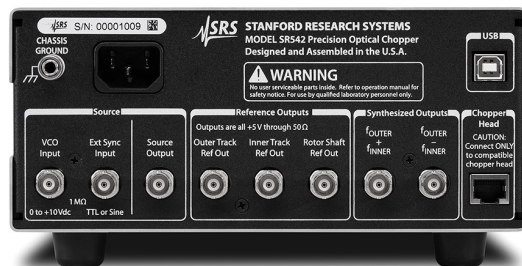 SRS S/N: 00001009
CHASSIS
GROUND
SRS STANFORD RESEARCH SYSTEMS
MODEL SR542 Precision Optical Chopper
Designed and Assembled in the U.S.A.
WARNING
No user serviceable parts inside. Refer to operation manual for
safety notice. For use by qualified laboratory personnel only.
USB
Source
VCO
Input
Ext Sync
Input
Source
Output
1 MΩ
0 to +10Vdc
TTL or Sine
Reference Outputs
Outputs are all +5 V through 50 Ω
Outer Track
Ref Out
Inner Track
Ref Out
Rotor Shaft
Ref Out
Synthesized Outputs
fOUTER
+
fINNER
fOUTER
−
fINNER
Chopper
Head
CAUTION:
Connect ONLY
to compatible
chopper head